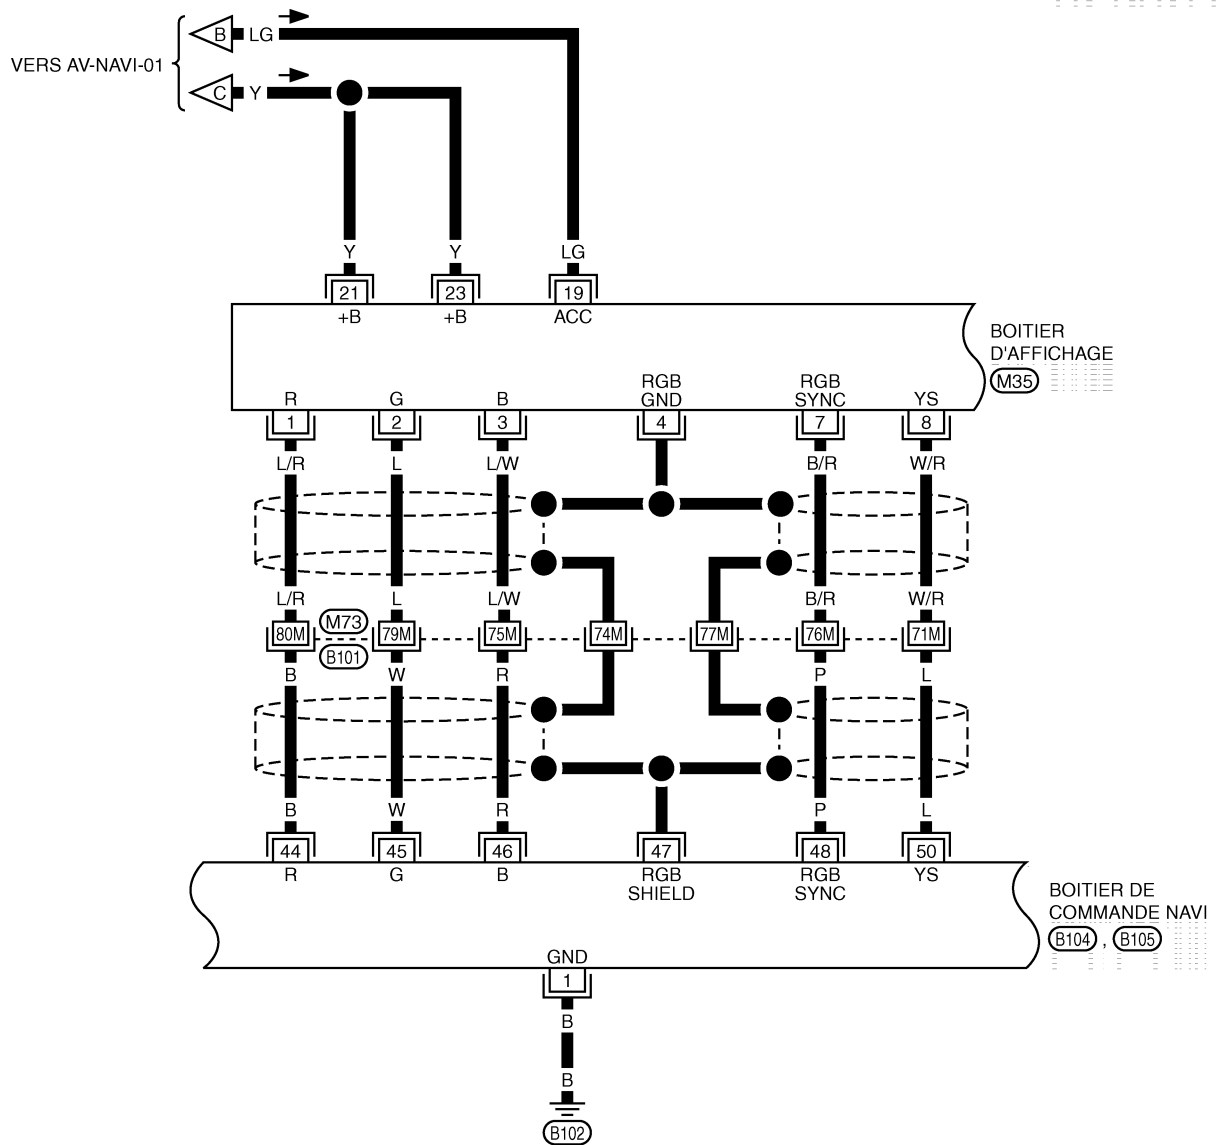 B LG
VERS AV-NAVI-01
C Y
Y Y LG
21 23 19
+B +B ACC
BOITIER
D'AFFICHAGE
M35
RGB RGB
R G B GND SYNC YS
1 2 3 4 7 8
L/R L L/W B/R W/R
L/R L L/W B/R W/R
M73
80M 79M 75M 74M 77M 76M 71M
B101
B W R P L
B W R P L
44 45 46 47 48 50
R G B RGB RGB YS
SHIELD SYNC
BOITIER DE
COMMANDE NAVI
B104 , B105
GND
1
B
B
B102